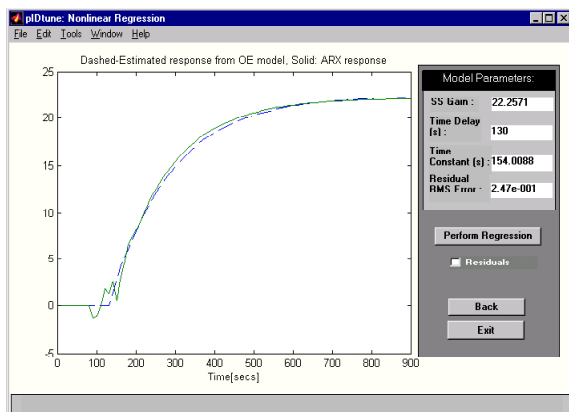 pIDtune: Nonlinear Regression
File Edit Tools Window Help
Dashed-Estimated response from OE model, Solid: ARX response
25
20
15
10
5
0
-5
0 100 200 300 400 500 600 700 800 900
Time[secs]
Model Parameters:
SS Gain : 22.2571
Time Delay
(s) : 130
Time
Constant (s) : 154.0088
Residual
RMS Error : 2.47e-001
Perform Regression
Residuals
Back
Exit